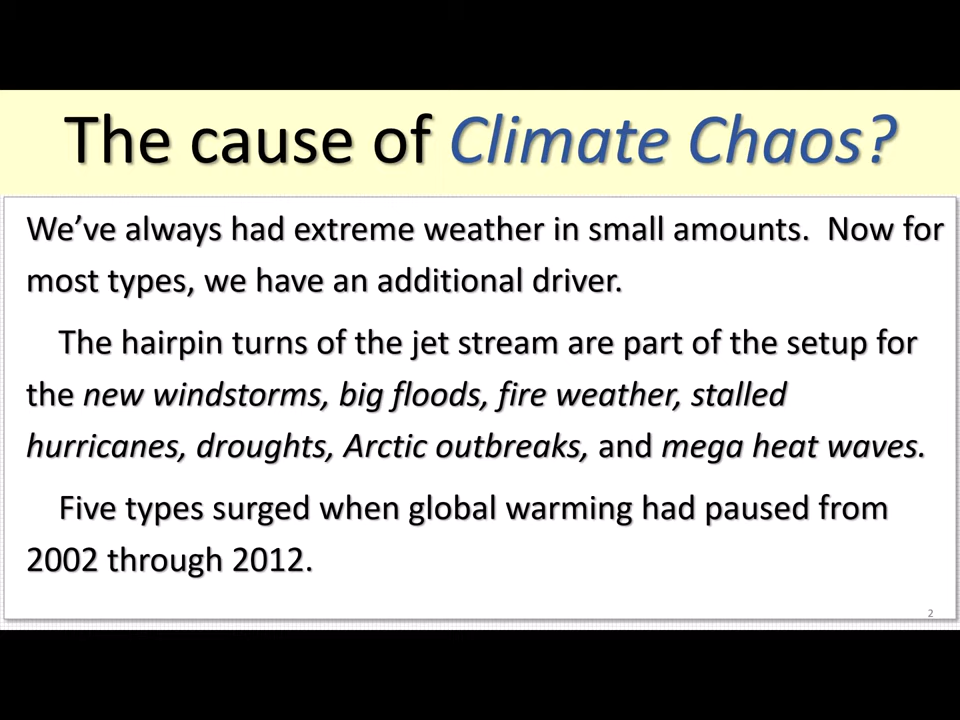 The cause of Climate Chaos?
We’ve always had extreme weather in small amounts.  Now for
most types, we have an additional driver.
The hairpin turns of the jet stream are part of the setup for
the new windstorms, big floods, fire weather, stalled
hurricanes, droughts, Arctic outbreaks, and mega heat waves.
Five types surged when global warming had paused from
2002 through 2012.
2